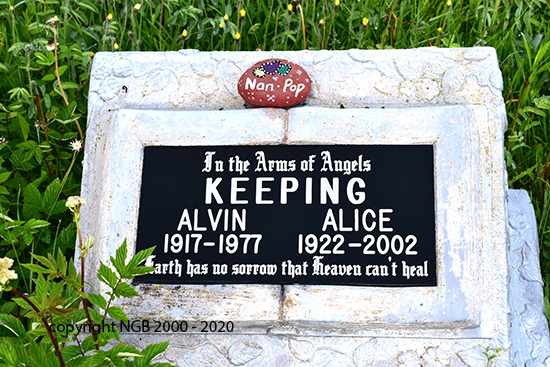 Nan-Pop
In the Arms of Angels
KEEPING
ALVIN ALICE
1917-1977 1922-2002
Earth has no sorrow that Heaven can't heal
copyright NGB 2000 - 2020